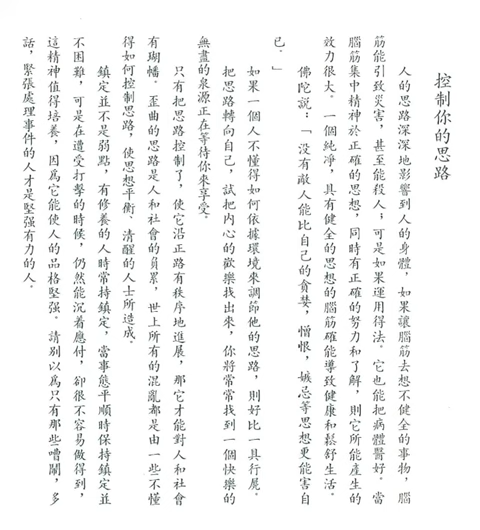 控制你的思路
人的思路深深地影響到人的身體，如果讓腦筋去想不健全的事物，腦
筋能引致災害，甚至能殺人；可是如果運用得法。它也能把病體醫好。當
腦筋集中精神於正確的思想，同時有正確的努力和了解，則它所能產生的
效力很大。一個純净，具有健全的思想的腦筋確能導致健康和鬆舒生活。
佛陀説：「没有敵人能比自己的貪婪，憎恨，嫉忌等思想更能害自
已。」
如果一個人不懂得如何依據環境來調節他的思路，則好比一具行屍。
把思路轉向自己，試把内心的歡樂找出來，你將常常找到一個快樂的
無盡的泉源正在等待你來享受。
只有把思路控制了，使它沿正路有秩序地進展，那它才能對人和社會
有瑚幡。歪曲的思路是人和社會的負累，世上所有的混亂都是由一些不懂
得如何控制思路，使思想平衡、清醒的人士所造成。
鎮定并不是弱點，有修養的人時常持鎮定，當事態平順時保持鎮定並
不困難，可是在遭受打擊的時候，仍然能沉着應付，卻很不容易做得到，
這精神值得培養，因爲它能使人的品格堅强。請别以爲只有那些嘈鬧，多
話，緊張處理事件的人才是堅强有力的人。